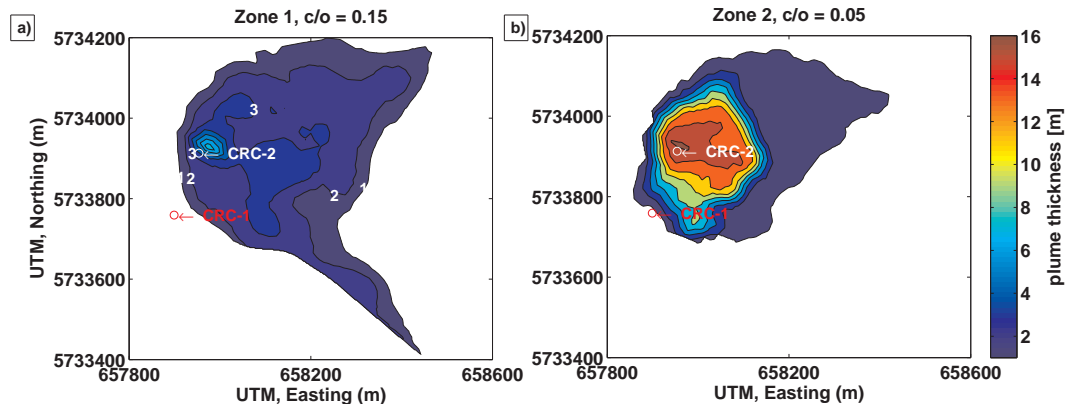 a)
Zone 1, c/o = 0.15
5734200
5734000
5733800
5733600
5733400
657800
658200
658600
UTM, Northing (m)
UTM, Easting (m)
3
3
CRC-2
12
2
1
CRC-1
b)
Zone 2, c/o = 0.05
5734200
5734000
5733800
5733600
5733400
657800
658200
658600
UTM, Easting (m)
CRC-2
CRC-1
16
14
12
10
8
6
4
2
plume thickness [m]